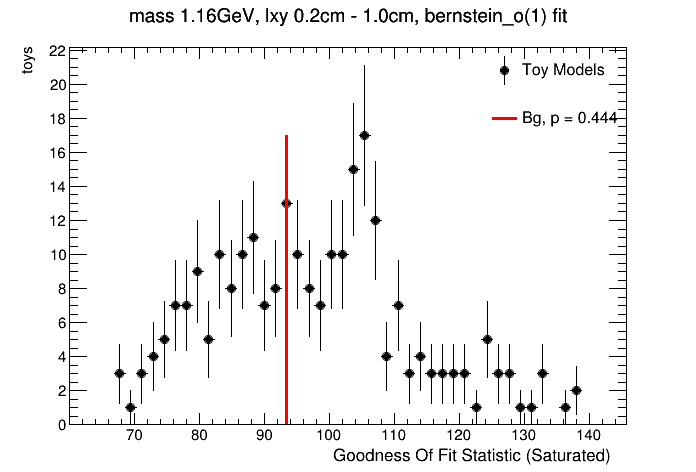 mass 1.16GeV, lxy 0.2cm - 1.0cm, bernstein_o(1) fit
toys
22
20
18
16
14
12
10
8
6
4
2
0
Toy Models
Bg, p = 0.444
70 80 90 100 110 120 130 140
Goodness Of Fit Statistic (Saturated)